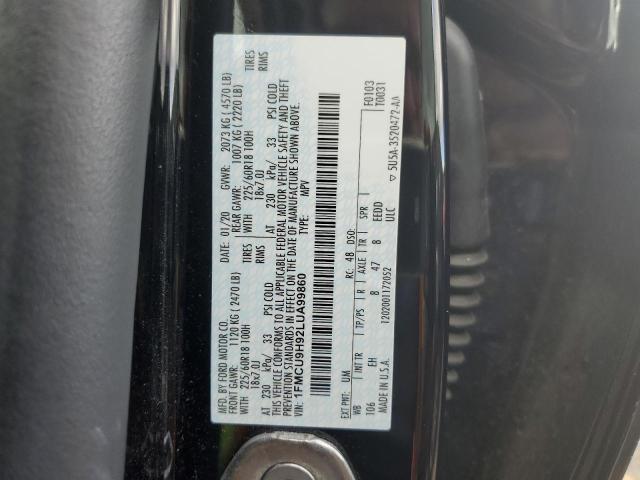 MFD. BY FORD MOTOR CO.
DATE: 01/20 GVWR: 2073 KG ( 4570 LB)
FRONT GAWR: 1120 KG ( 2470 LB) REAR GAWR: 1007 KG ( 2220 LB)
225/60R18 100H TIRES WITH 225/60R18 100H TIRES
18x7.0J RIMS 18x7.0J RIMS
AT 230 kPa/ 33 PSI COLD AT 230 kPa/ 33 PSI COLD
THIS VEHICLE CONFORMS TO ALL APPLICABLE FEDERAL MOTOR VEHICLE SAFETY AND THEFT
PREVENTION STANDARDS IN EFFECT ON THE DATE OF MANUFACTURE SHOWN ABOVE.
VIN: 1FMCU9H92LUA99860 TYPE: MPV
F0103
T0031
EXT PNT: UM RC: 48 DSO:
WB TP/PS R AXLE TR SPR
106 EH 8 47 8 EEDD
MADE IN U.S.A. 12020011172052 ULC
▽ 5U5A-3520472-AA